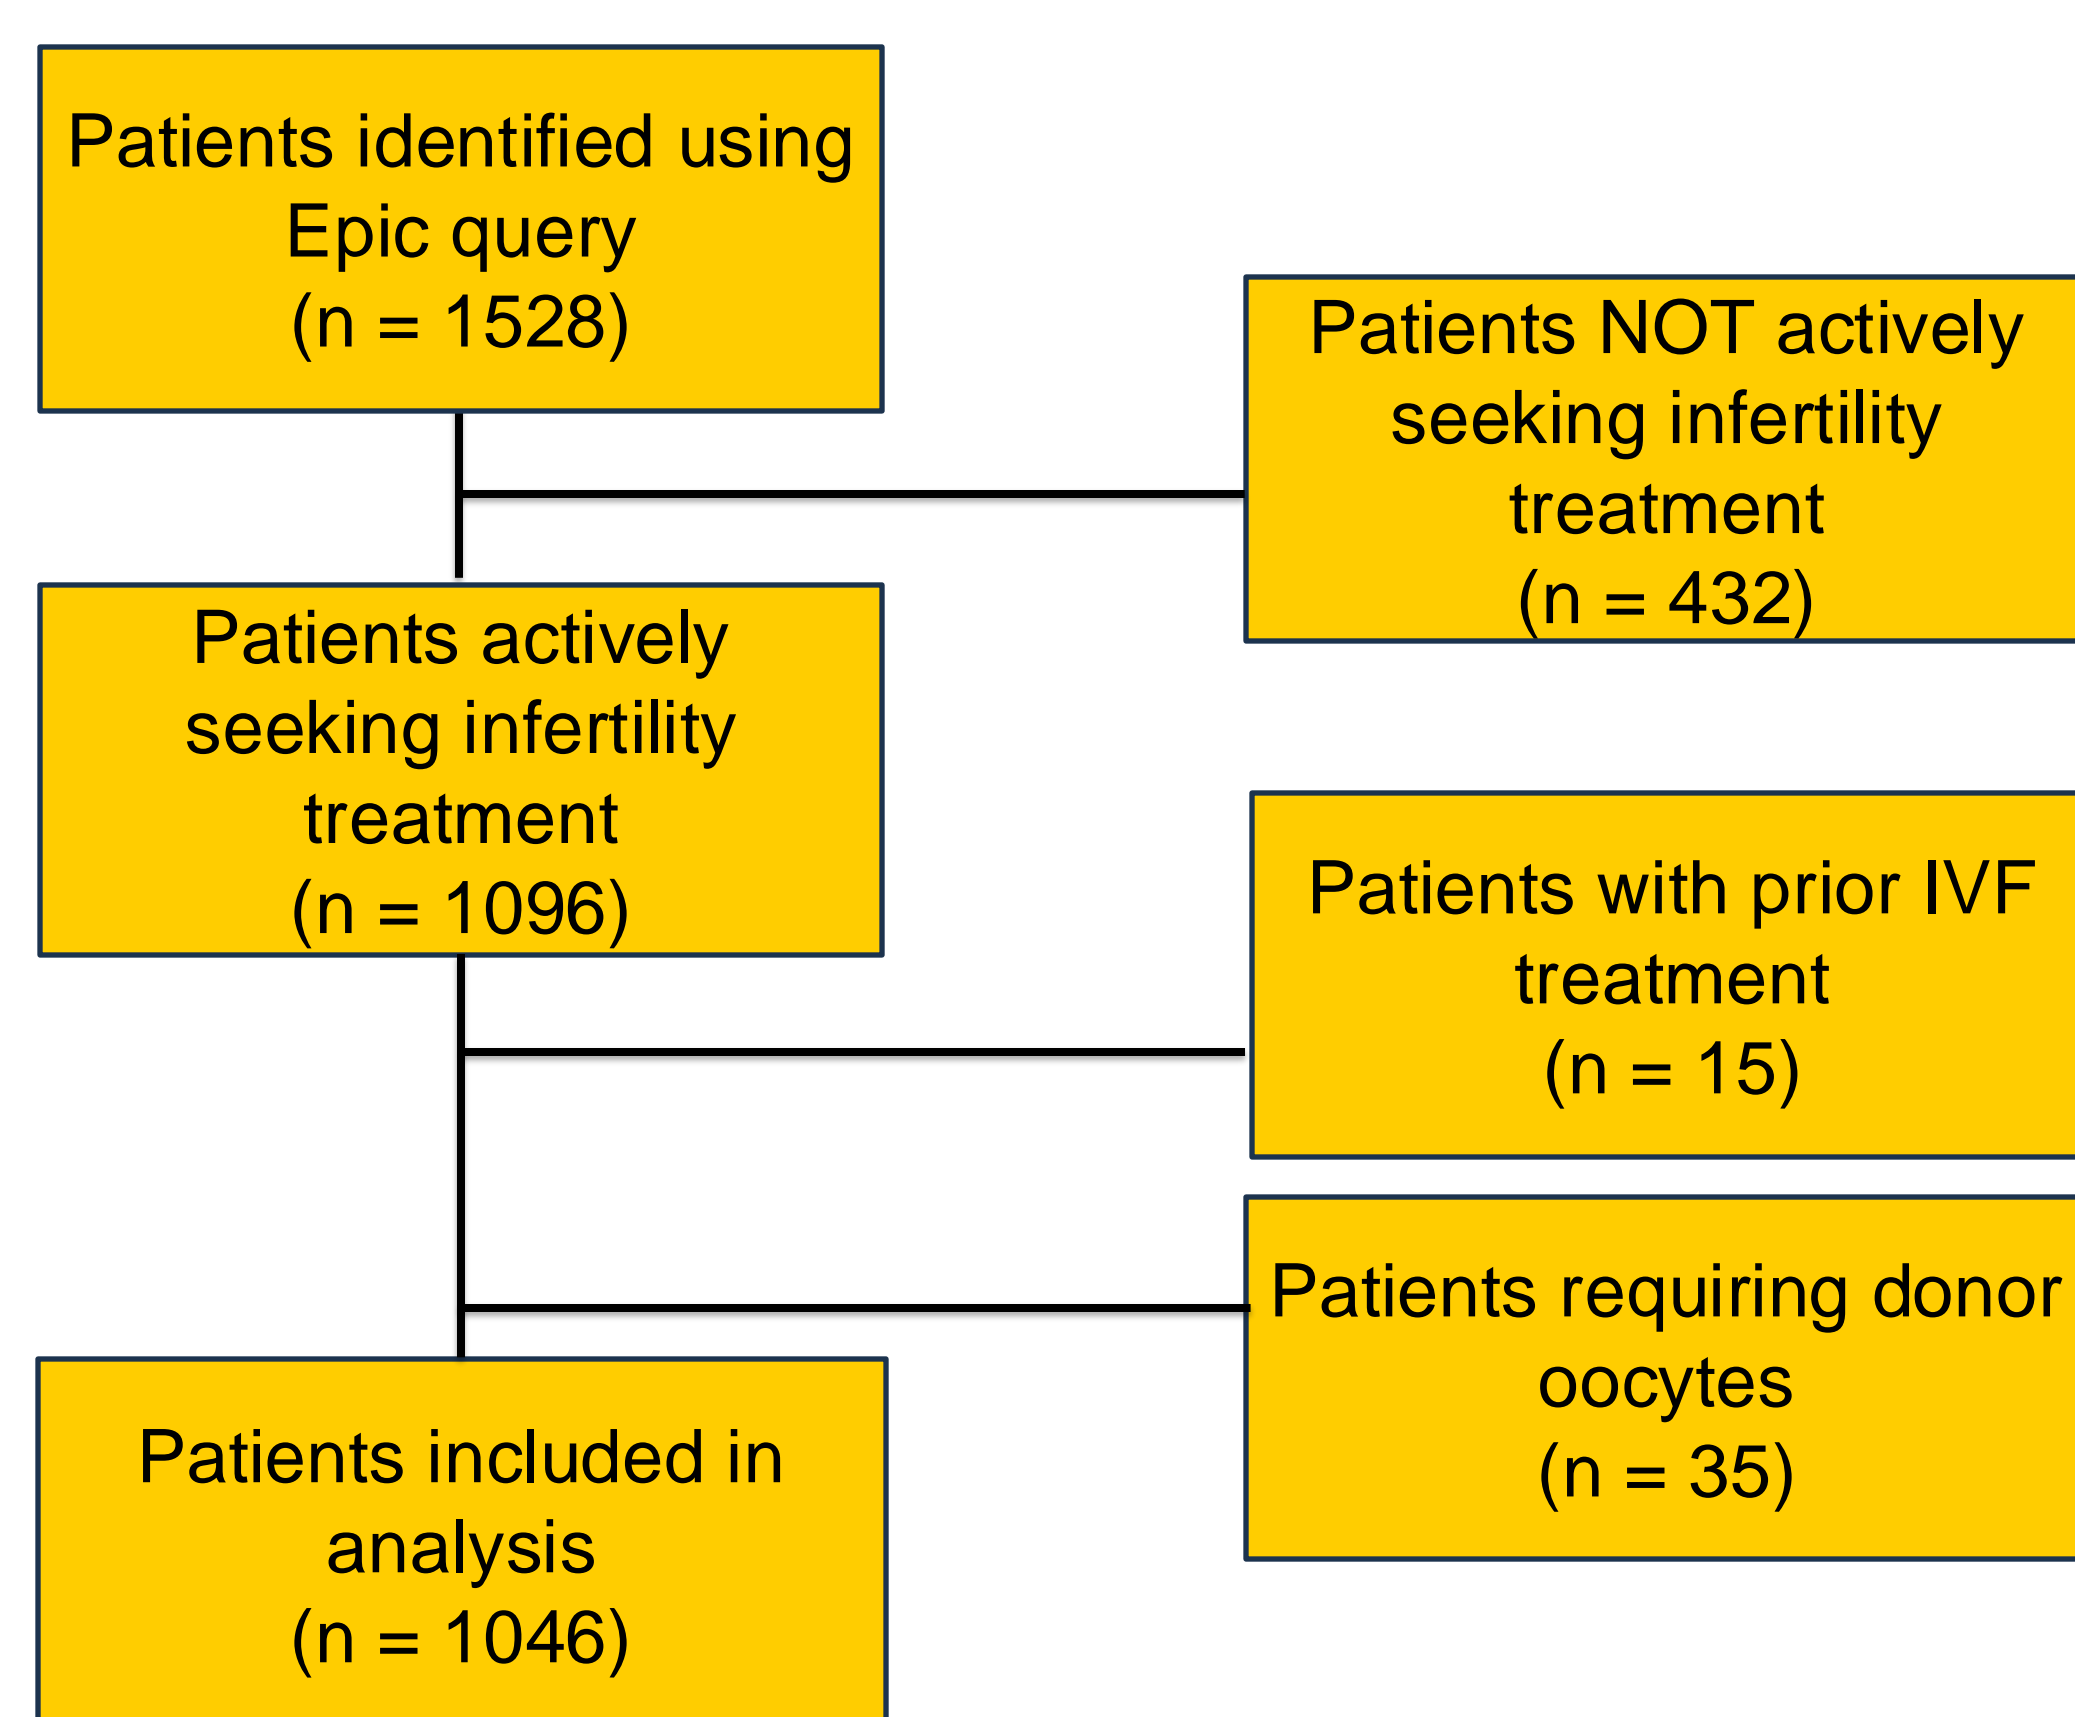 Patients identified using
Epic query
(n = 1528)
Patients NOT actively
seeking infertility
treatment
(n = 432)
Patients actively
seeking infertility
treatment
(n = 1096)
Patients with prior IVF
treatment
(n = 15)
Patients requiring donor
oocytes
(n = 35)
Patients included in
analysis
(n = 1046)